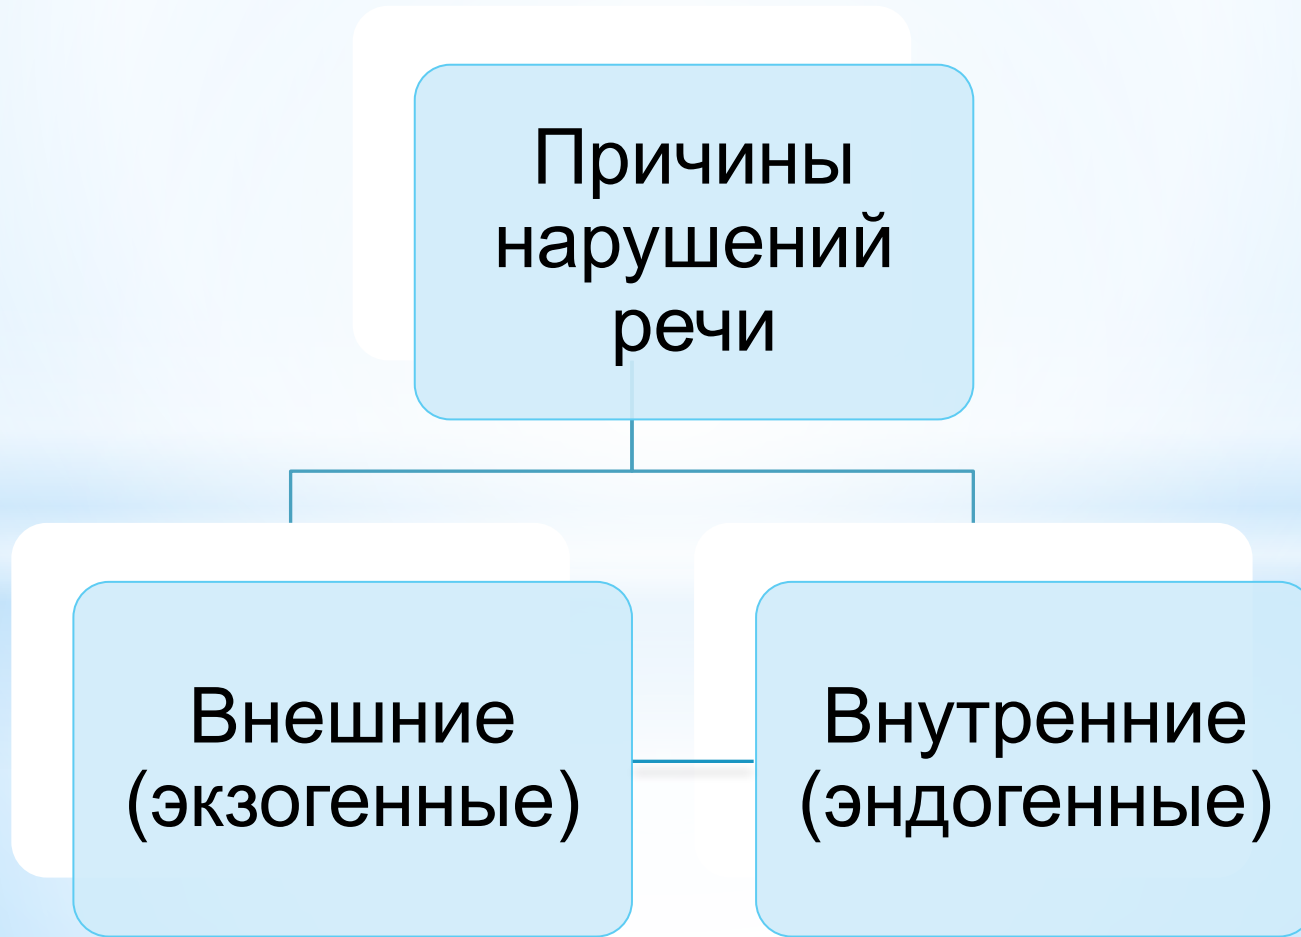 Причины
нарушений
речи
Внешние
(экзогенные)
Внутренние
(эндогенные)